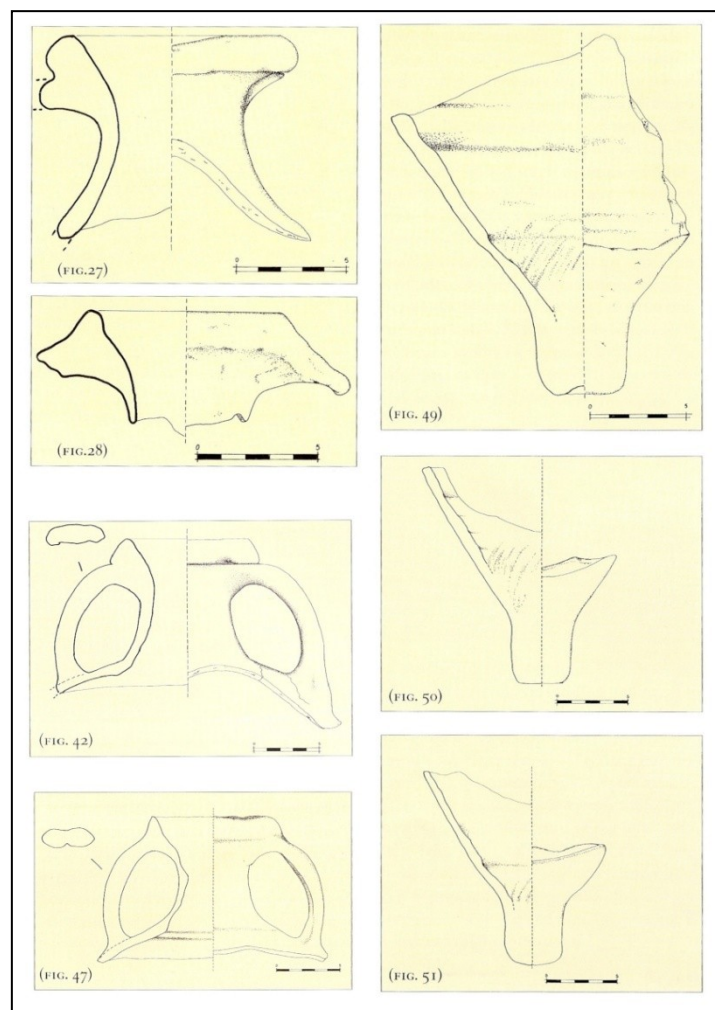 0 5
(FIG.27)
0 5
(FIG.28)
(FIG. 42)
(FIG. 47)
0 5
(FIG. 49)
(FIG. 50)
(FIG. 51)